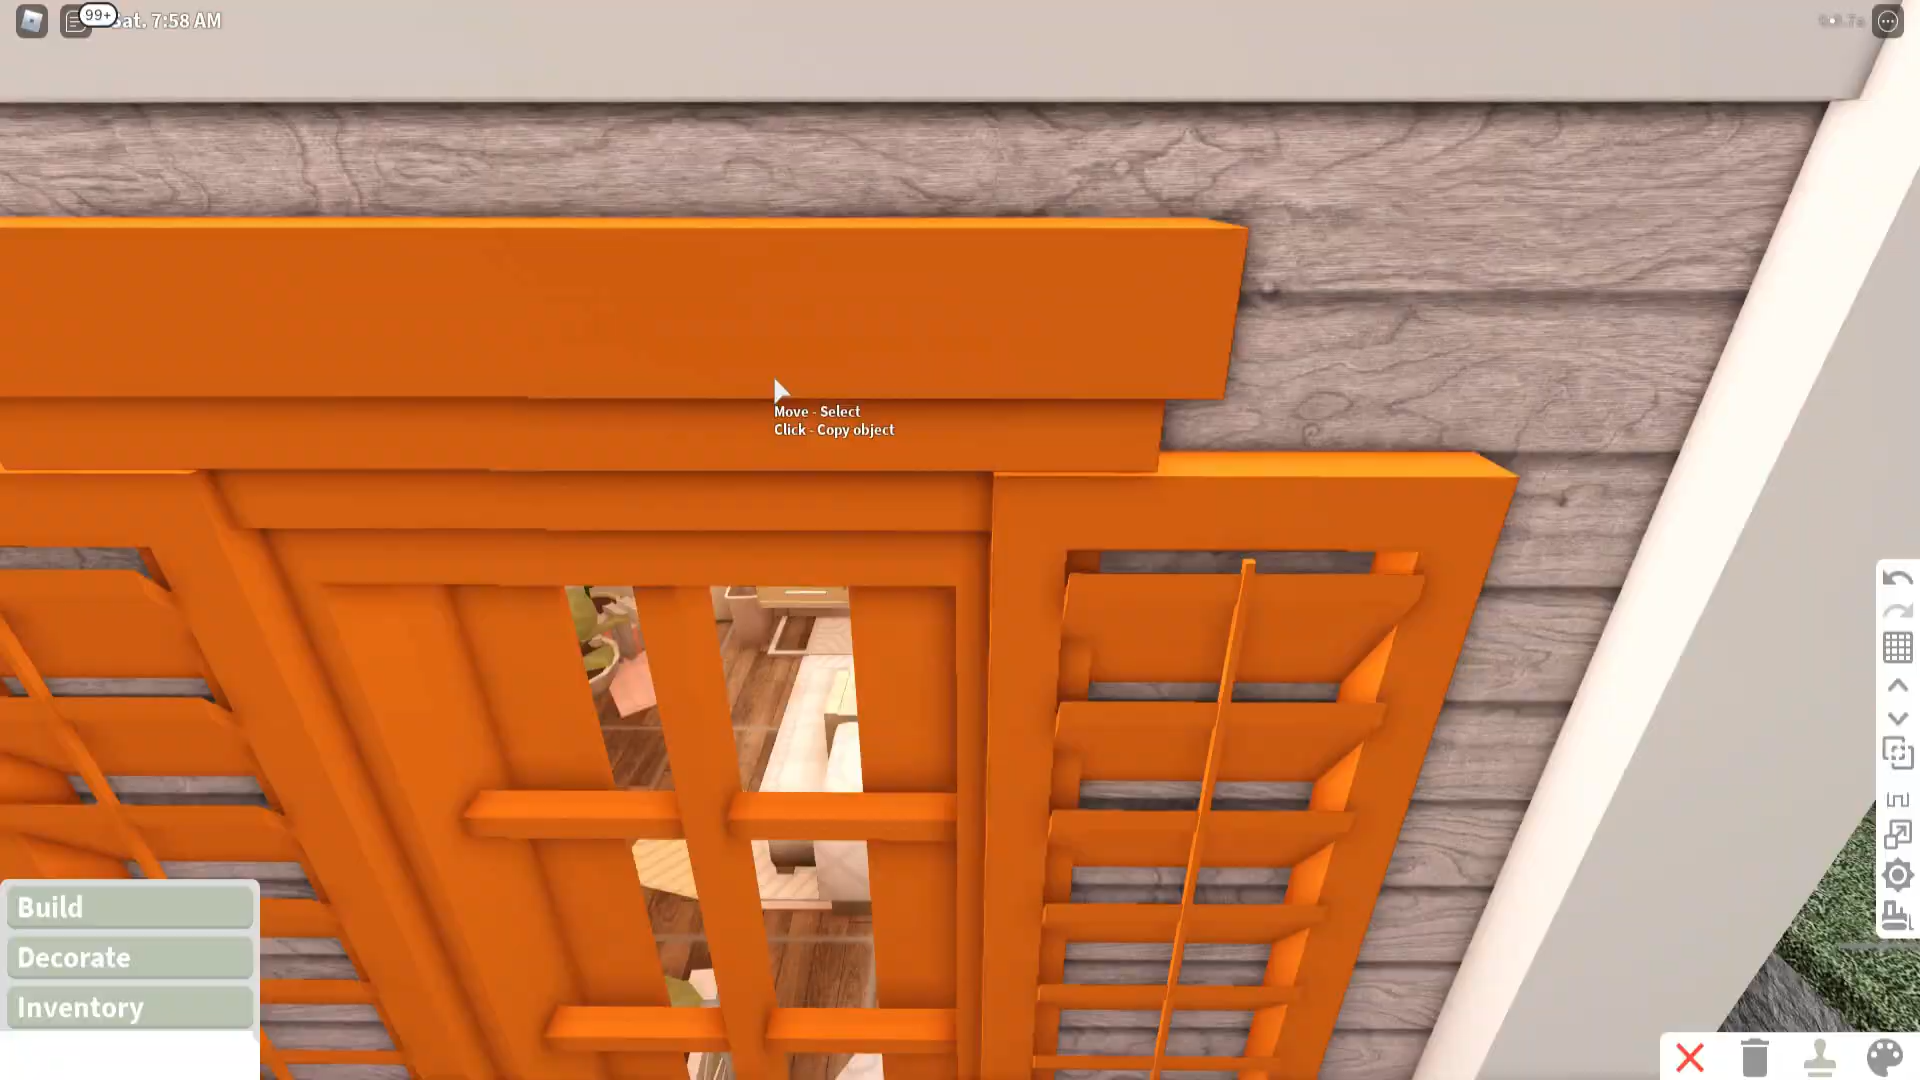 99+
Sat. 7:58 AM
Move - Select
Click - Copy object
Build
Decorate
Inventory